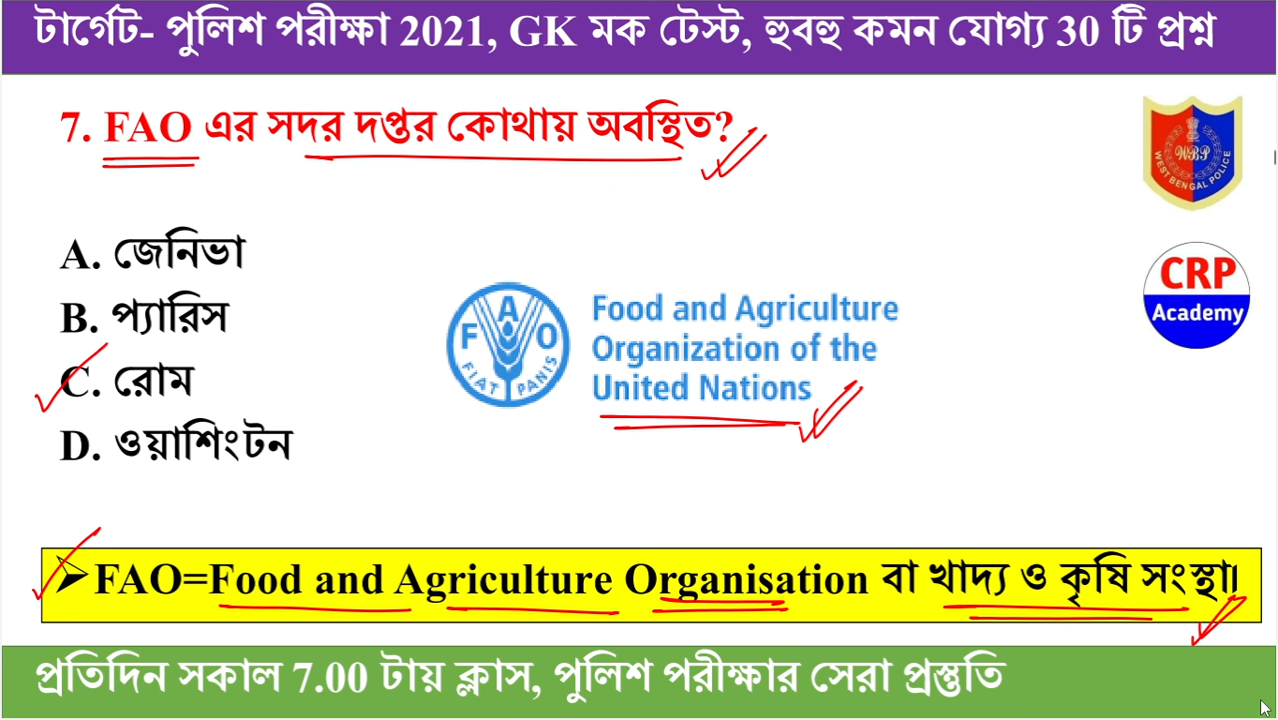 টার্গেট- পুলিশ পরীক্ষা 2021, GK মক টেস্ট, হুবহু কমন যোগ্য 30 টি প্রশ্ন
7. FAO এর সদর দপ্তর কোথায় অবস্থিত?
A. জেনিভা
B. প্যারিস
C. রোম
D. ওয়াশিংটন
F A O
FIAT PANIS
Food and Agriculture
Organization of the
United Nations
WBP
WEST BENGAL POLICE
CRP
Academy
➢FAO=Food and Agriculture Organisation বা খাদ্য ও কৃষি সংস্থা।
প্রতিদিন সকাল 7.00 টায় ক্লাস, পুলিশ পরীক্ষার সেরা প্রস্তুতি